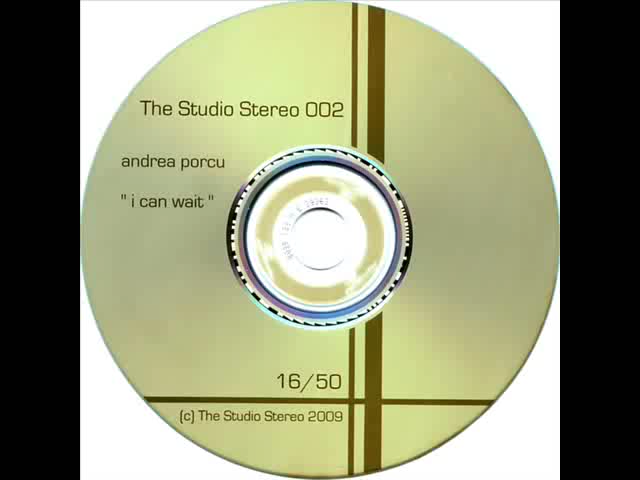 The Studio Stereo 002
andrea porcu
" i can wait "
16/50
(c) The Studio Stereo 2009